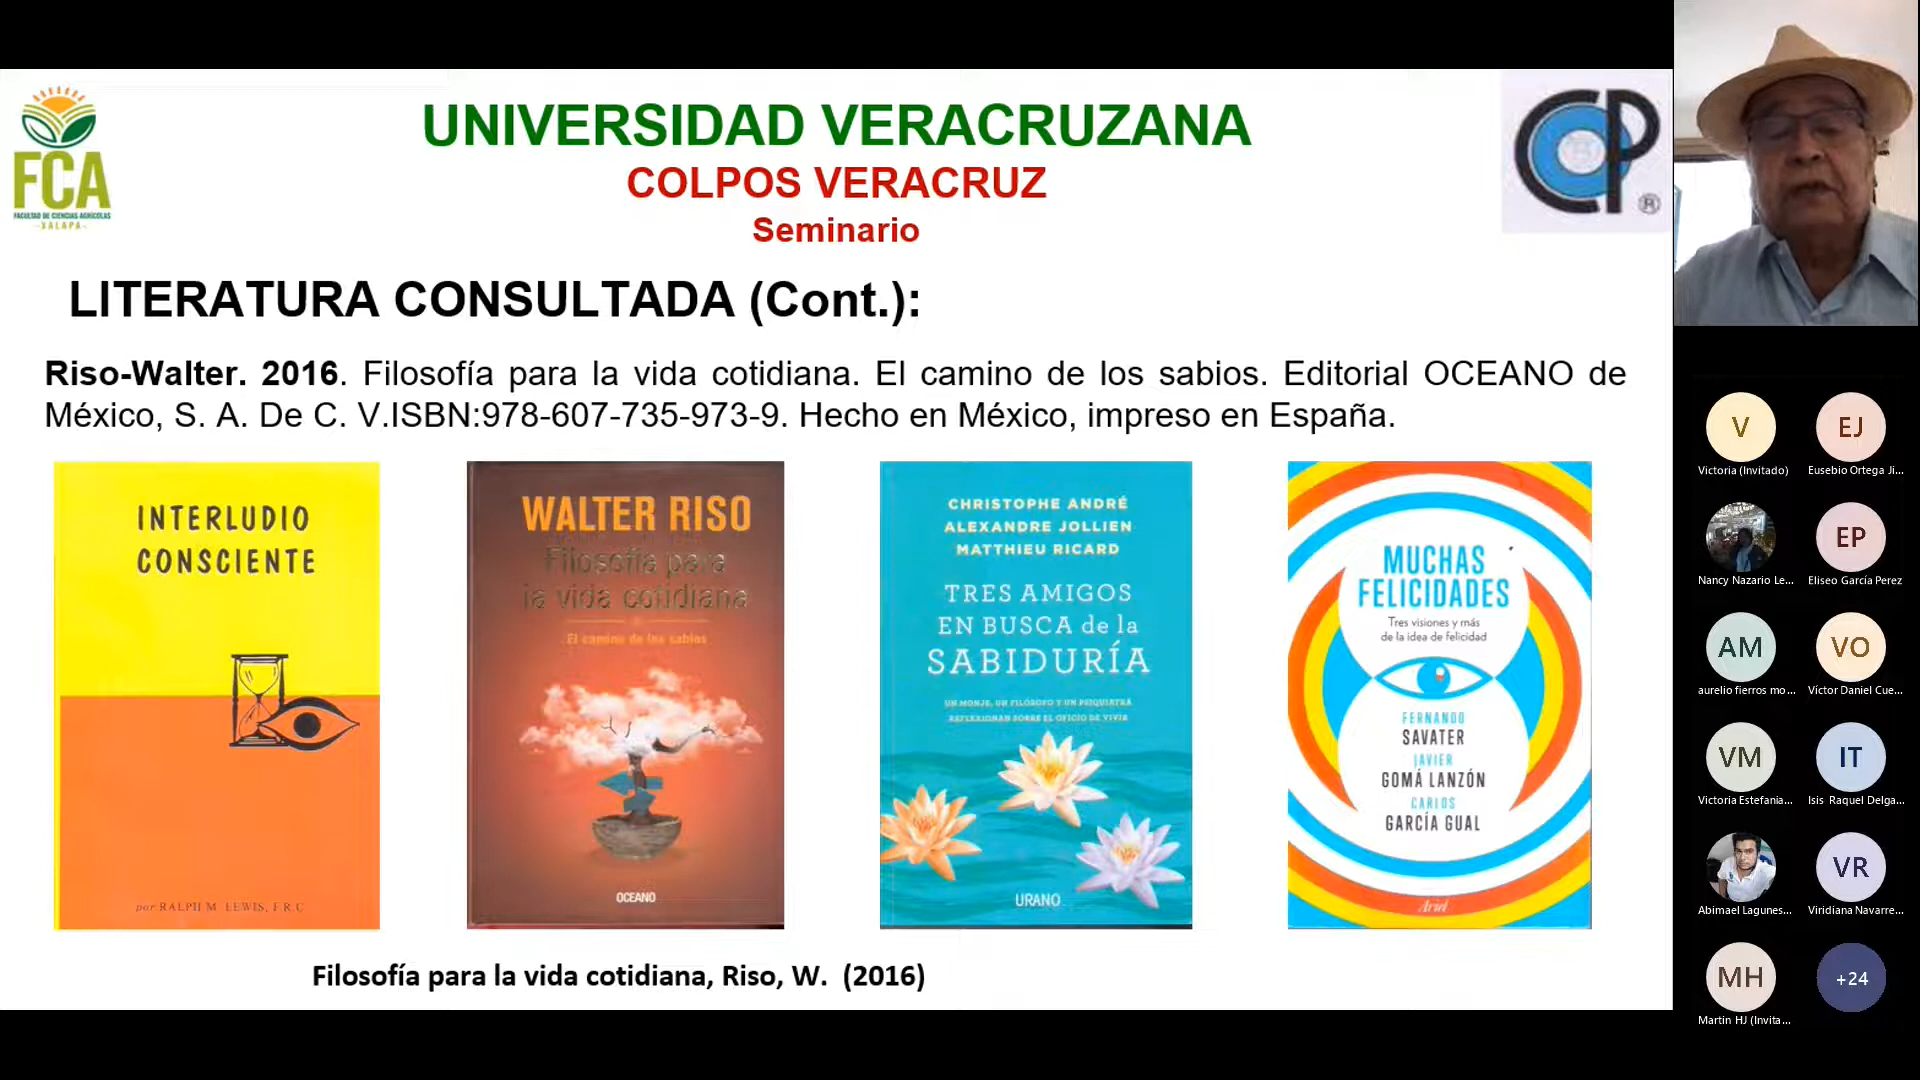 FCA
FACULTAD DE CIENCIAS AGRÍCOLAS
-XALAPA-
UNIVERSIDAD VERACRUZANA
COLPOS VERACRUZ
Seminario
CP
®
LITERATURA CONSULTADA (Cont.):
Riso-Walter. 2016. Filosofía para la vida cotidiana. El camino de los sabios. Editorial OCEANO de
México, S. A. De C. V.ISBN:978-607-735-973-9. Hecho en México, impreso en España.
INTERLUDIO
CONSCIENTE
por RALPH M. LEWIS, F.R.C
WALTER RISO
Filosofía para
la vida cotidiana
El camino de los sabios
OCEANO
CHRISTOPHE ANDRÉ
ALEXANDRE JOLLIEN
MATTHIEU RICARD
TRES AMIGOS
EN BUSCA de la
SABIDURÍA
UN MONJE, UN FILÓSOFO Y UN PSIQUIATRA
REFLEXIONAN SOBRE EL OFICIO DE VIVIR
URANO
MUCHAS
FELICIDADES
Tres visiones y más
de la idea de felicidad
FERNANDO
SAVATER
JAVIER
GOMÁ LANZÓN
CARLOS
GARCÍA GUAL
Ariel
Filosofía para la vida cotidiana, Riso, W. (2016)
V
Victoria (Invitado)
EJ
Eusebio Ortega Ji...
Nancy Nazario Le...
EP
Eliseo García Perez
AM
aurelio fierros mo...
VO
Víctor Daniel Cue...
VM
Victoria Estefania...
IT
Isis Raquel Delga...
Abimael Lagunes...
VR
Viridiana Navarre...
MH
Martin HJ (Invita...
+24